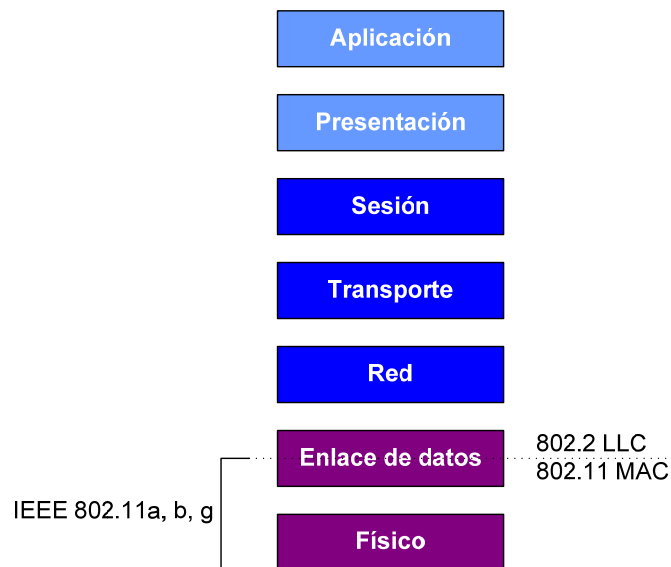 Aplicación
Presentación
Sesión
Transporte
Red
Enlace de datos
802.2 LLC
802.11 MAC
IEEE 802.11a, b, g
Físico